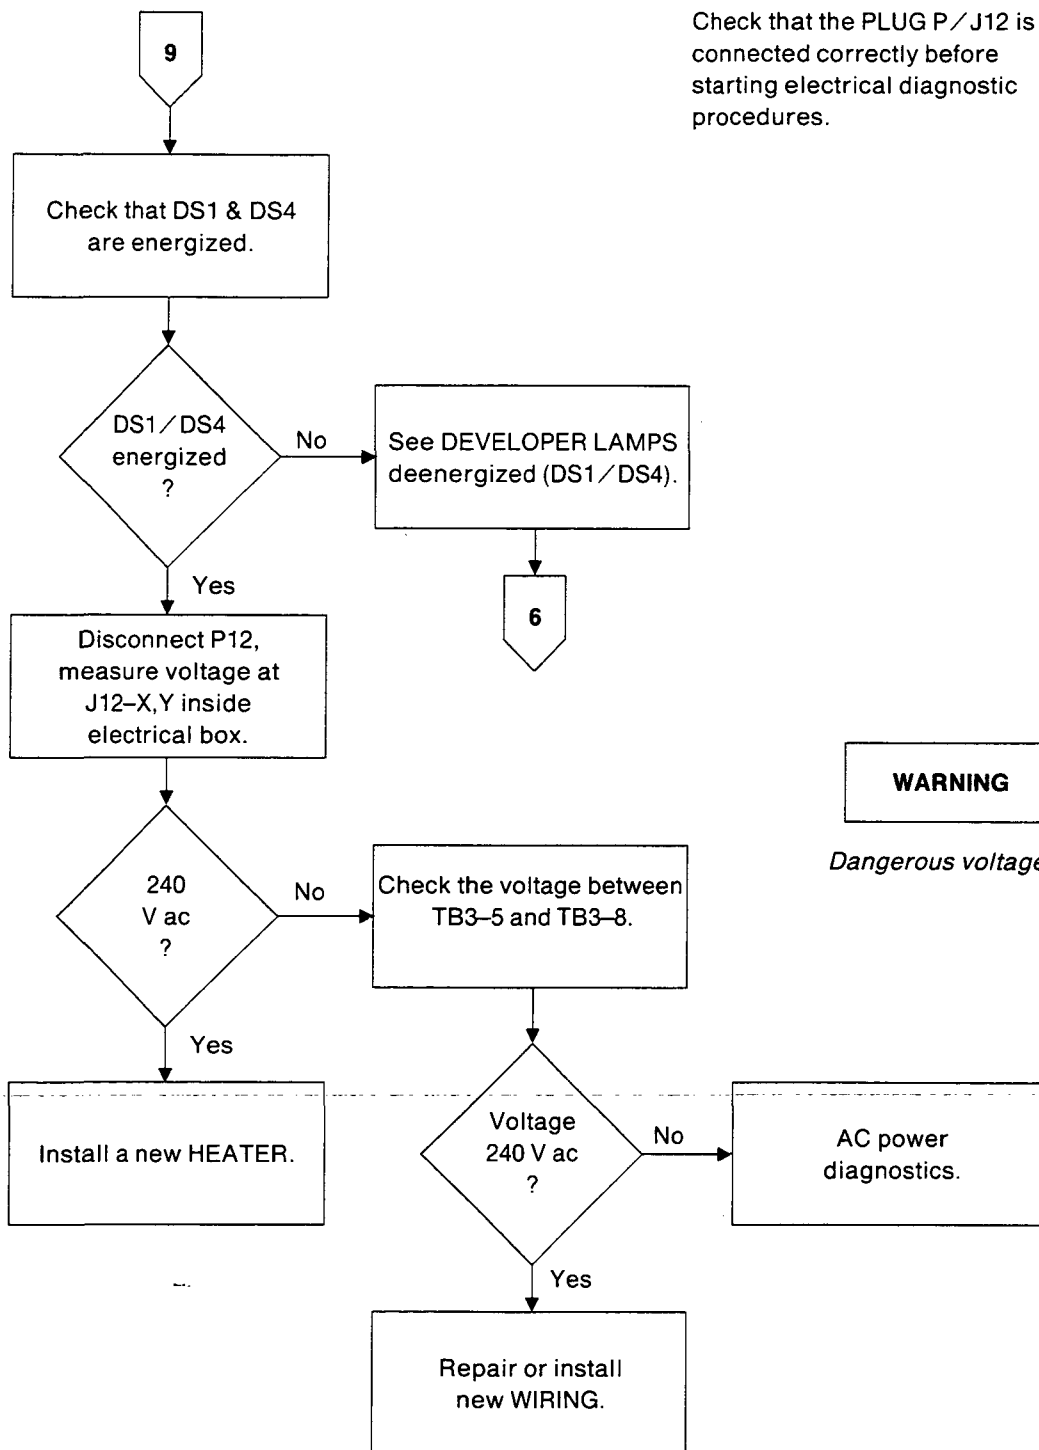 9
Check that the PLUG P/J12 is
connected correctly before
starting electrical diagnostic
procedures.
Check that DS1 & DS4
are energized.
DS1/DS4
energized
?
No
See DEVELOPER LAMPS
deenergized (DS1/DS4).
Yes
6
Disconnect P12,
measure voltage at
J12–X,Y inside
electrical box.
WARNING
Dangerous voltage
240
V ac
?
No
Check the voltage between
TB3–5 and TB3–8.
Yes
Install a new HEATER.
Voltage
240 V ac
?
No
AC power
diagnostics.
Yes
Repair or install
new WIRING.